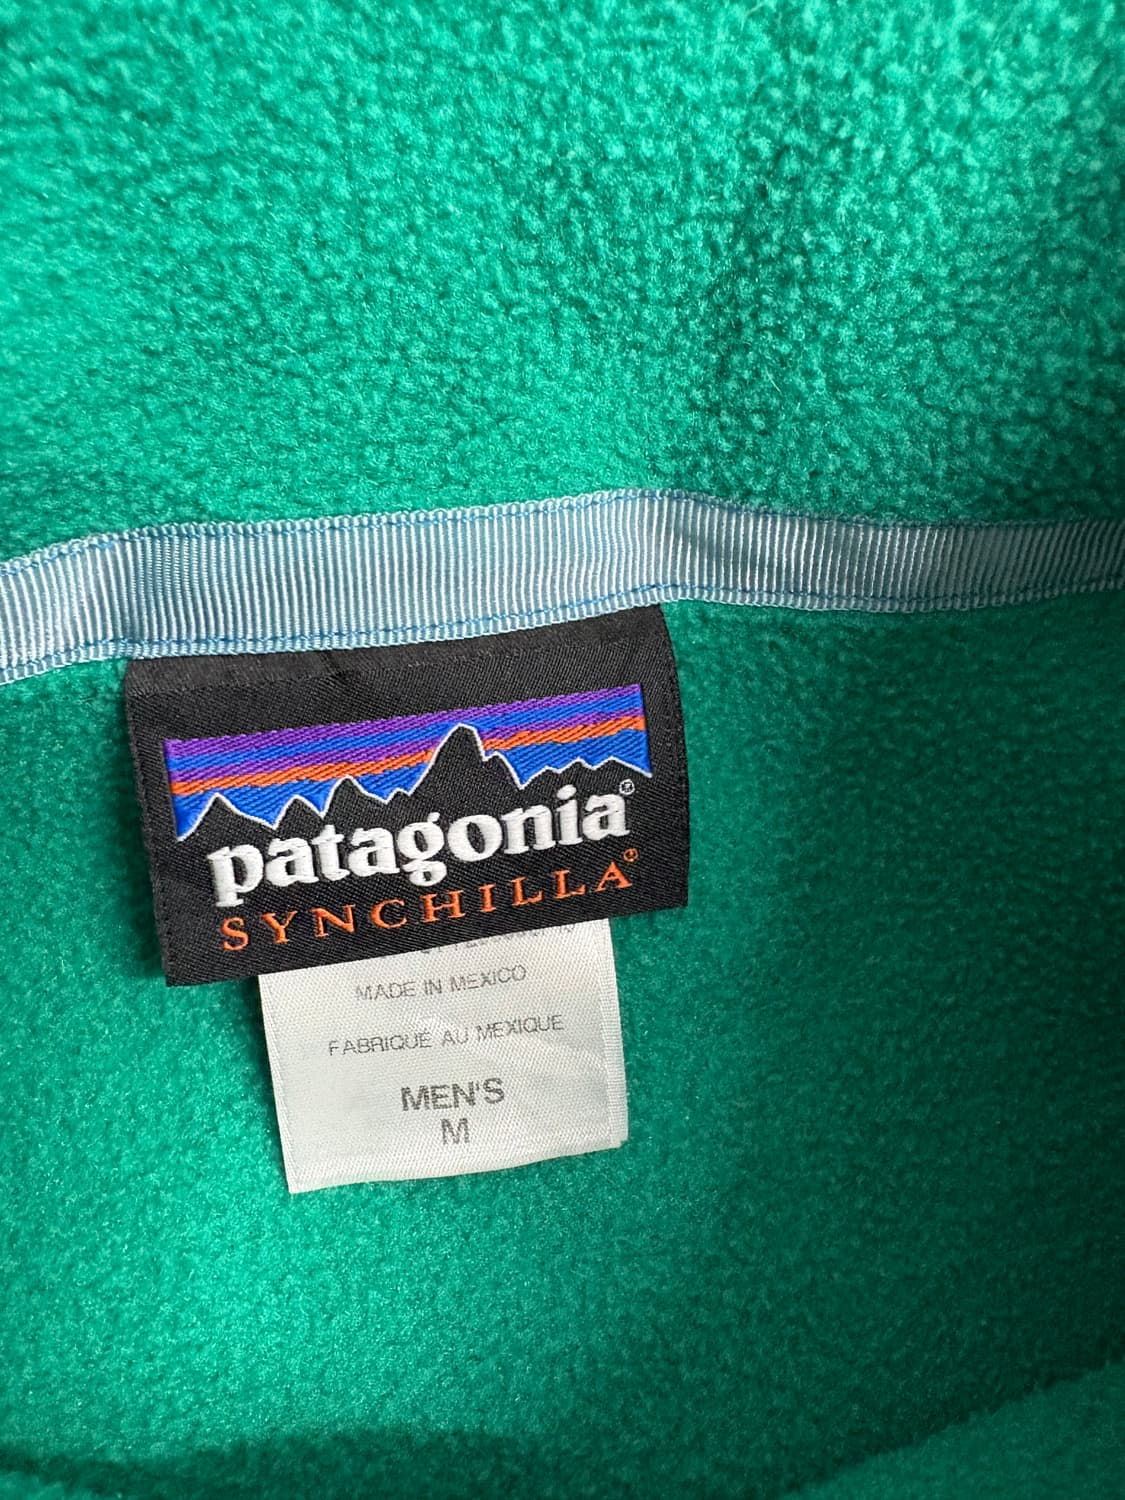 patagonia®
SYNCHILLA®
MADE IN MEXICO
FABRIQUÉ AU MEXIQUE
MEN'S
M